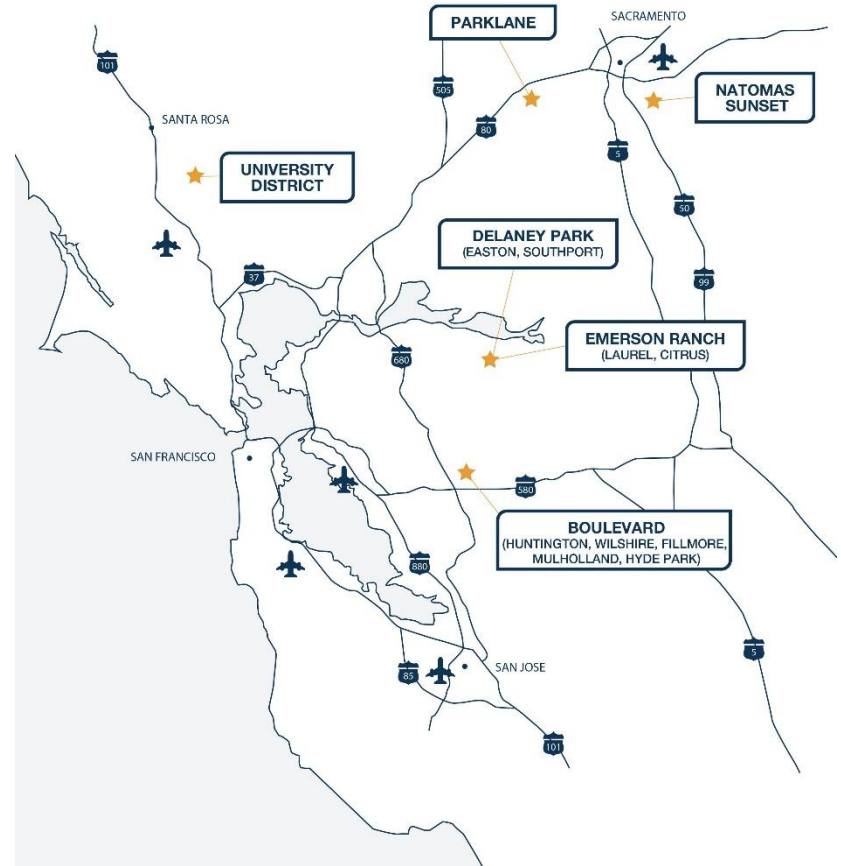 PARKLANE
SACRAMENTO
101
505
NATOMAS
SUNSET
80
SANTA ROSA
5
UNIVERSITY
DISTRICT
50
DELANEY PARK
(EASTON, SOUTHPORT)
37
99
EMERSON RANCH
(LAUREL, CITRUS)
680
SAN FRANCISCO
580
BOULEVARD
(HUNTINGTON, WILSHIRE, FILLMORE,
MULHOLLAND, HYDE PARK)
880
5
SAN JOSE
85
101